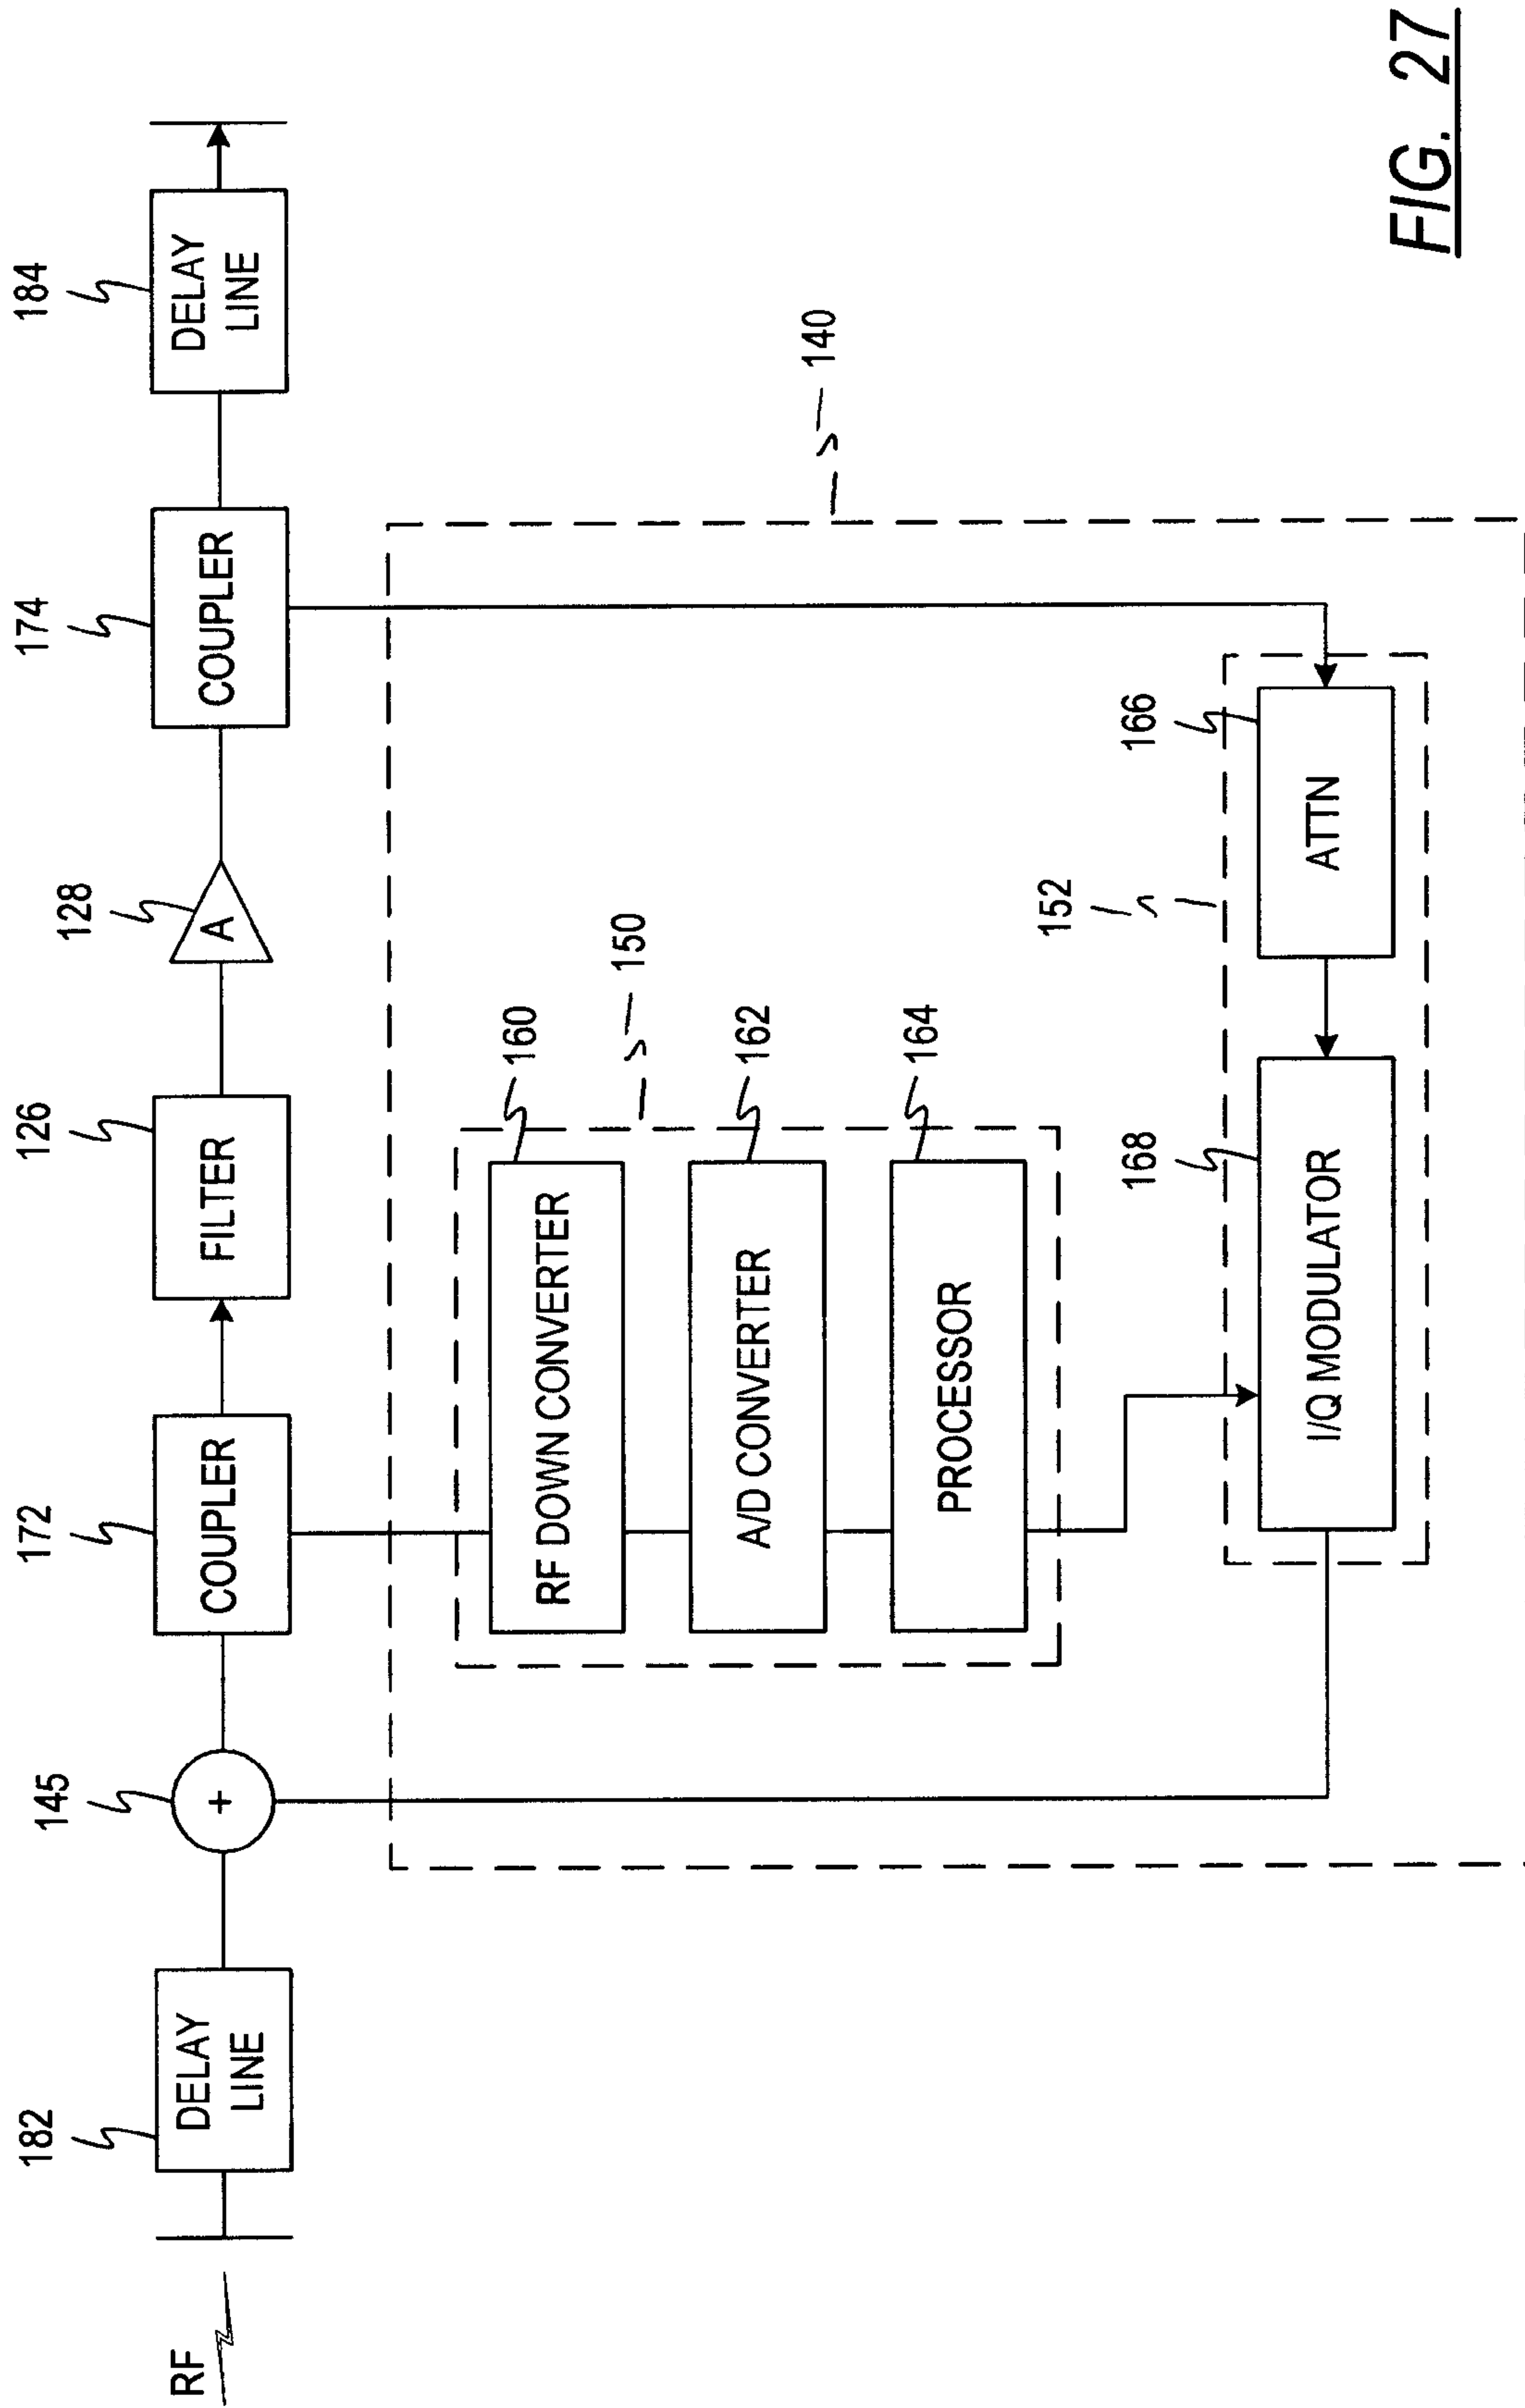 RF
182
DELAY
LINE
145
+
172
COUPLER
126
FILTER
128
A
174
COUPLER
184
DELAY
LINE
140
150
160
RF DOWN CONVERTER
162
A/D CONVERTER
164
PROCESSOR
152
168
I/Q MODULATOR
166
ATTN
FIG. 27